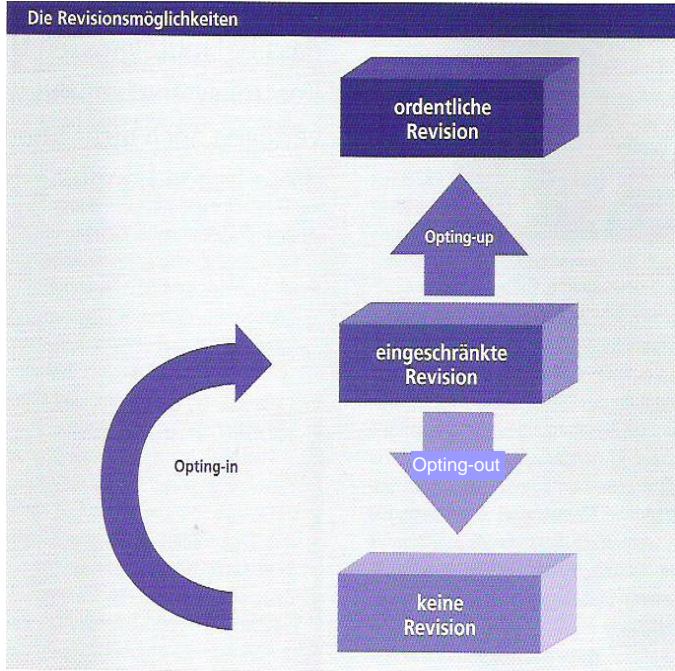 Die Revisionsmöglichkeiten
ordentliche
Revision
Opting-up
eingeschränkte
Revision
Opting-in
Opting-out
keine
Revision